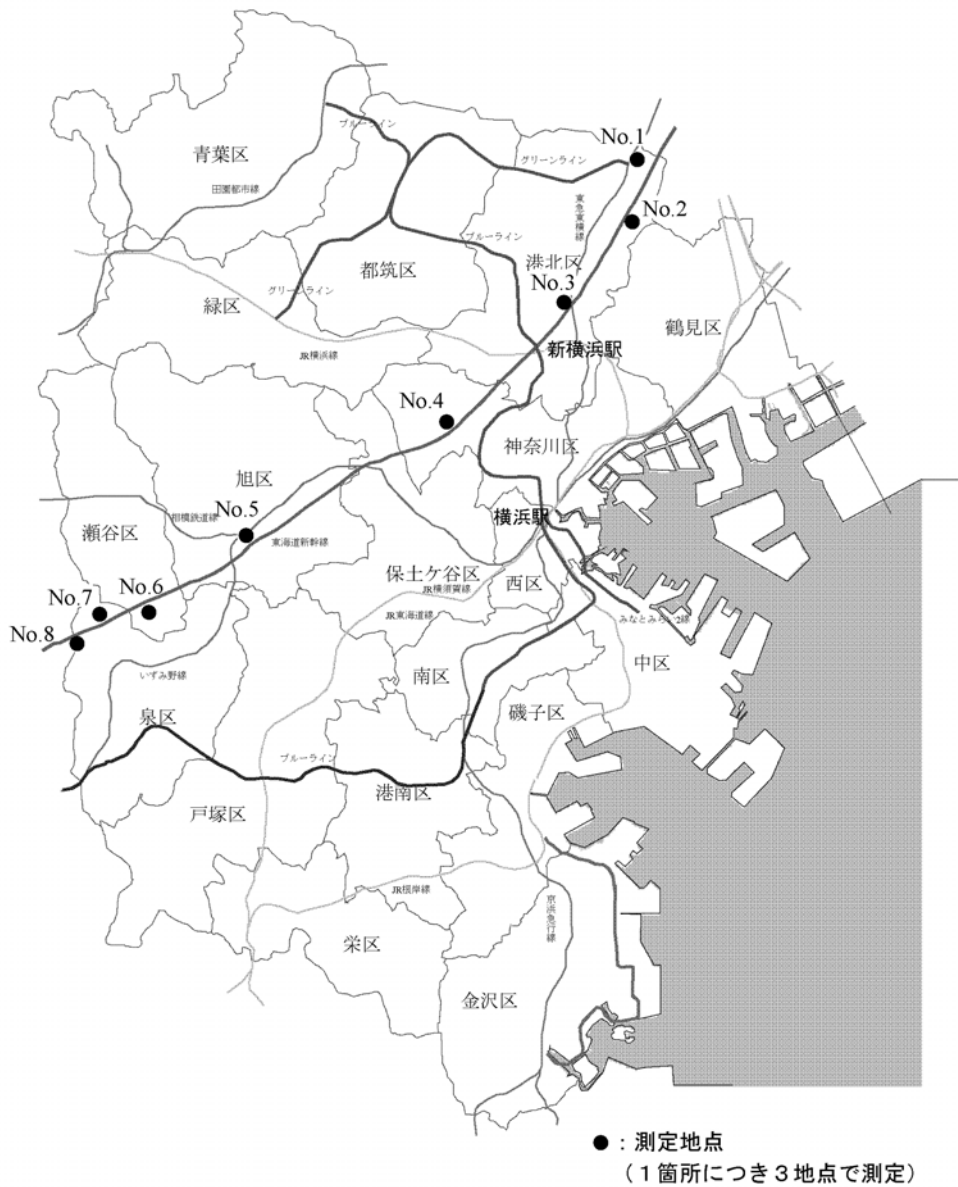 No.1
ブルーライン
青葉区
グリーンライン
田園都市線
東急東横線
No.2
ブルーライン
港北区
都筑区
No.3
グリーンライン
緑区
鶴見区
JR横浜線
新横浜駅
No.4
神奈川区
旭区
No.5
相模鉄道線
横浜駅
瀬谷区
東海道新幹線
保土ケ谷区
西区
JR横須賀線
No.7
No.6
JR東海道線
みなとみらい2線
No.8
中区
いずみ野線
南区
磯子区
泉区
ブルーライン
港南区
戸塚区
JR根岸線
京浜急行線
栄区
金沢区
●：測定地点
（１箇所につき３地点で測定）